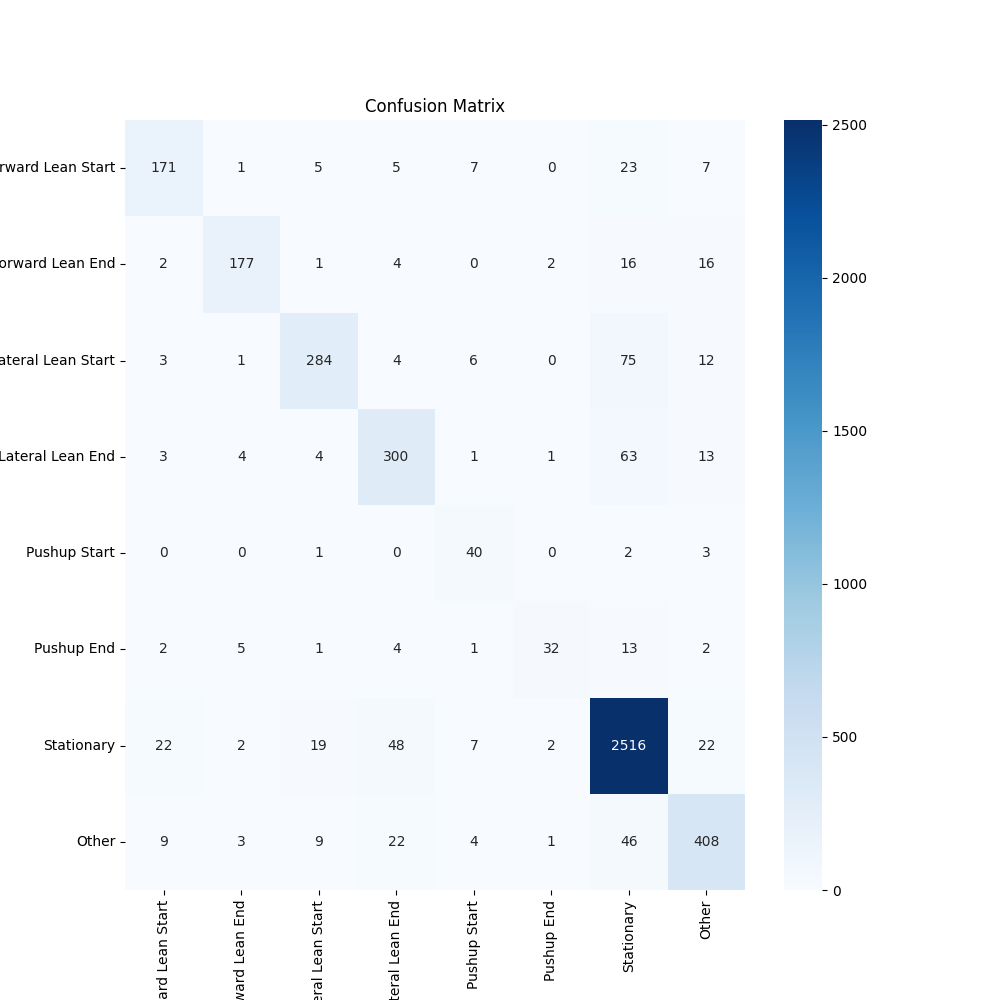 Confusion Matrix
rward Lean Start 171 1 5 5 7 0 23 7
orward Lean End 2 177 1 4 0 2 16 16
ateral Lean Start 3 1 284 4 6 0 75 12
Lateral Lean End 3 4 4 300 1 1 63 13
Pushup Start 0 0 1 0 40 0 2 3
Pushup End 2 5 1 4 1 32 13 2
Stationary 22 2 19 48 7 2 2516 22
Other 9 3 9 22 4 1 46 408
ard Lean Start
ward Lean End
eral Lean Start
teral Lean End
Pushup Start
Pushup End
Stationary
Other
2500
2000
1500
1000
500
0